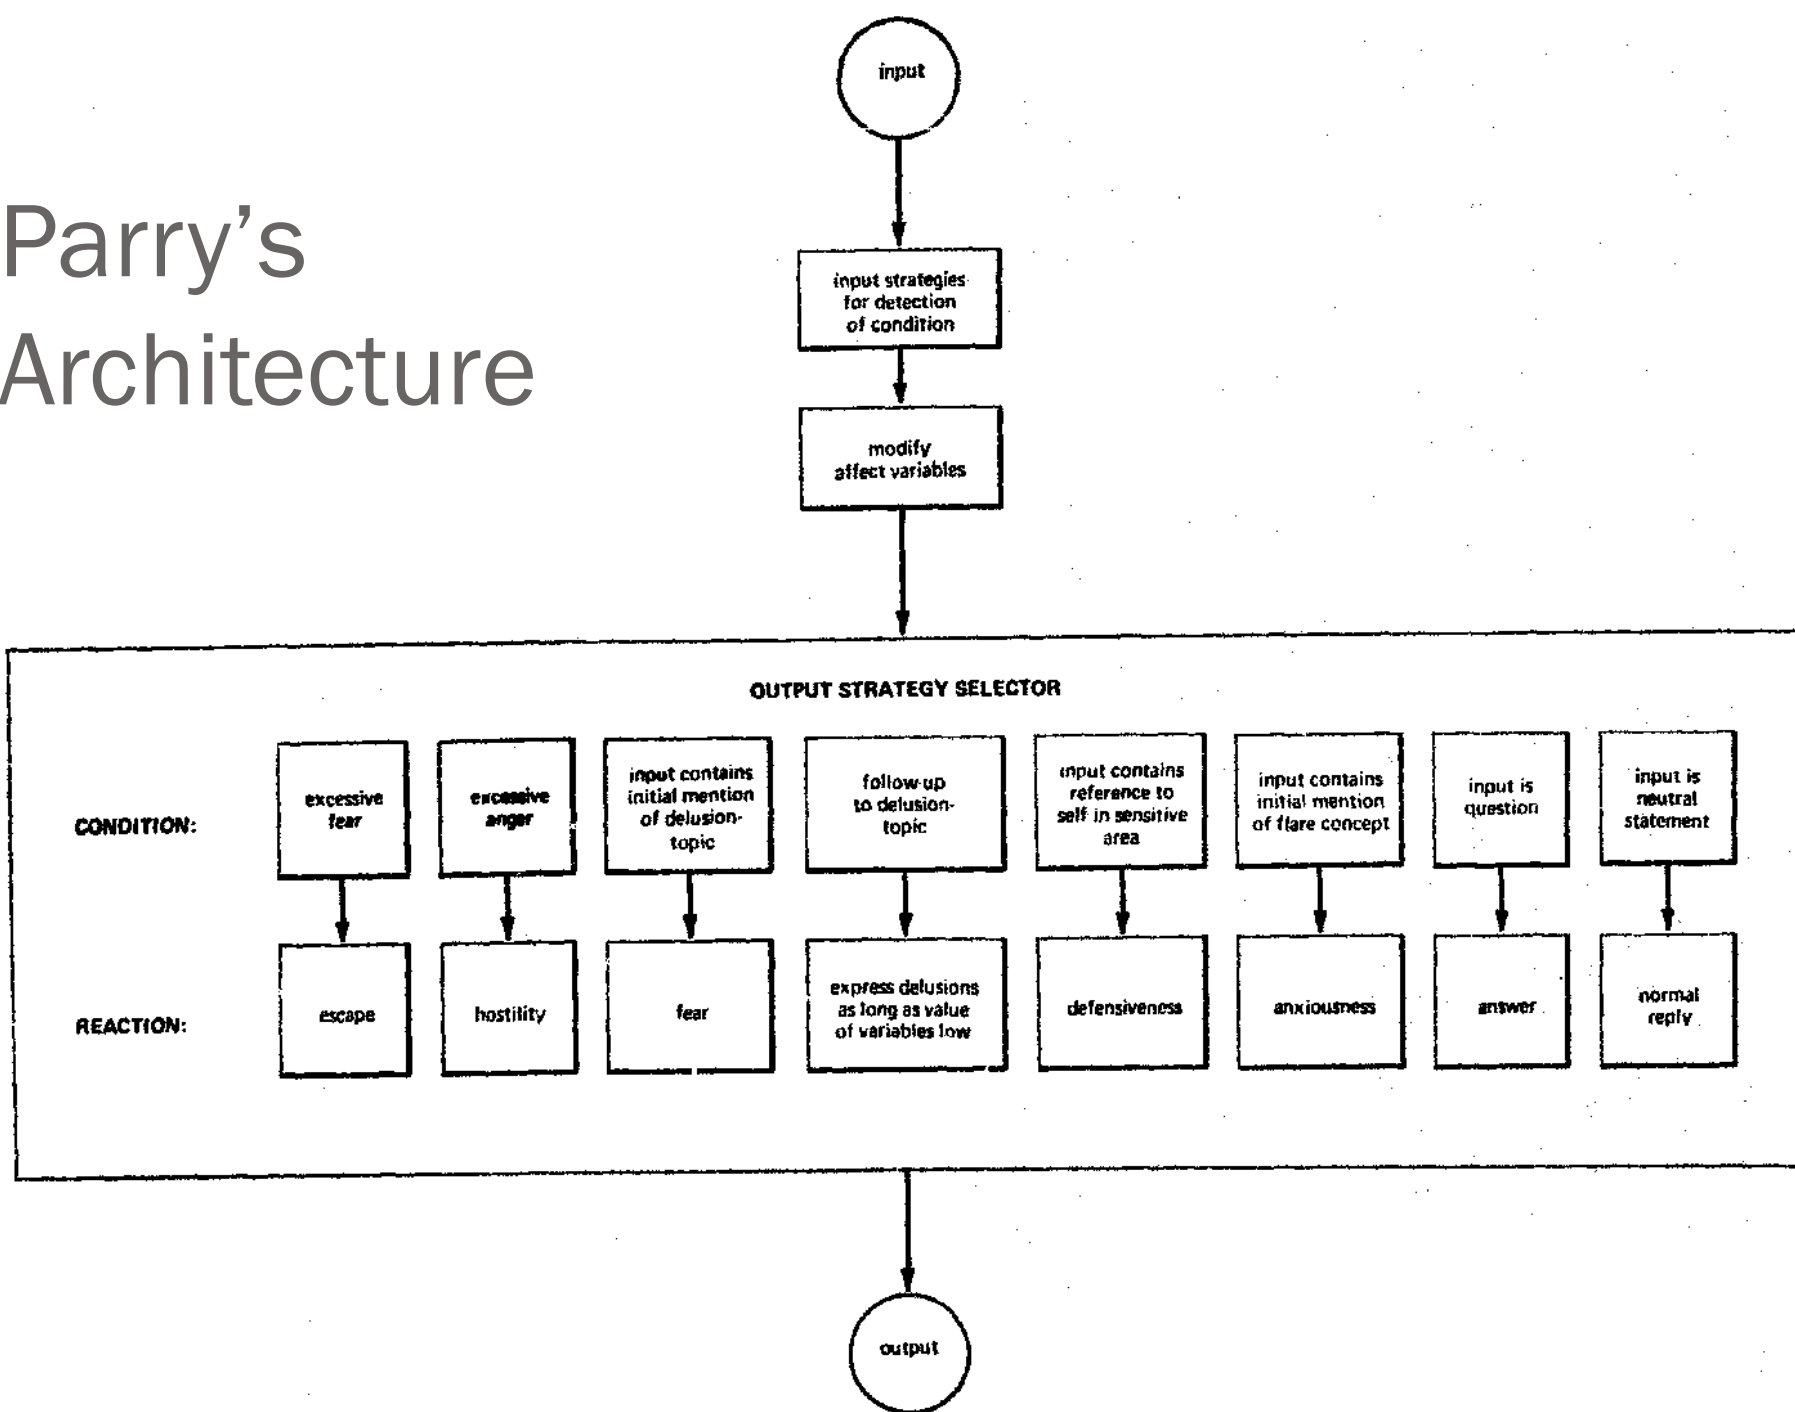 input
Parry’s
Architecture
input strategies
for detection
of condition
modify
affect variables
OUTPUT STRATEGY SELECTOR
CONDITION:
excessive
fear
excessive
anger
input contains
initial mention
of delusion-
topic
follow-up
to delusion-
topic
input contains
reference to
self in sensitive
area
input contains
initial mention
of flare concept
input is
question
input is
neutral
statement
REACTION:
escape
hostility
fear
express delusions
as long as value
of variables low
defensiveness
anxiousness
answer
normal
reply
output